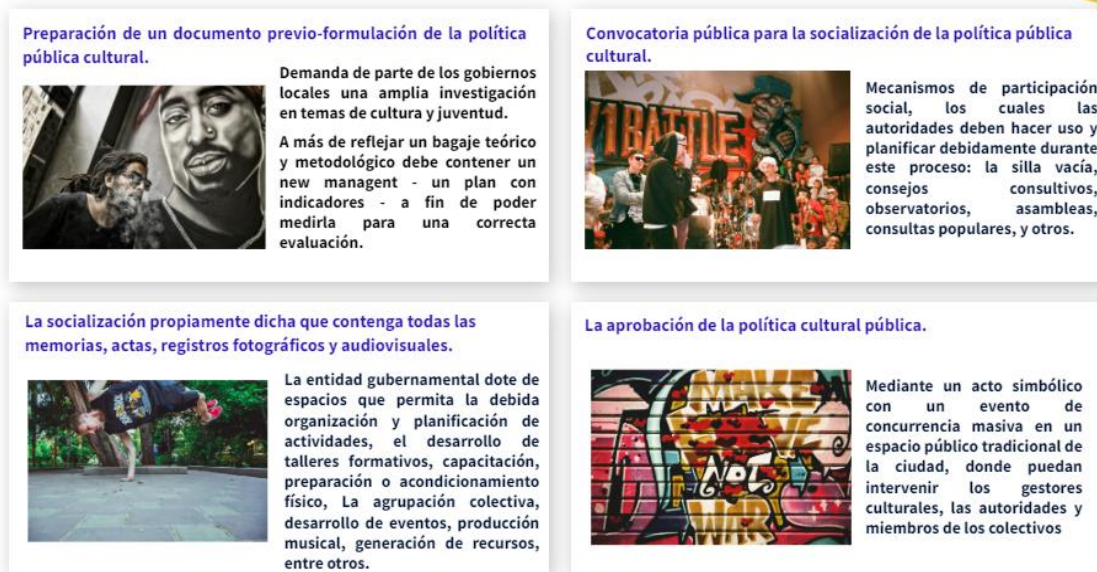 Preparación de un documento previo-formulación de la política
pública cultural.
Demanda de parte de los gobiernos
locales una amplia investigación
en temas de cultura y juventud.
A más de reflejar un bagaje teórico
y metodológico debe contener un
new managent - un plan con
indicadores - a fin de poder
medirla para una correcta
evaluación.
Convocatoria pública para la socialización de la política pública
cultural.
BATTLE
Mecanismos de participación
social, los cuales las
autoridades deben hacer uso y
planificar debidamente durante
este proceso: la silla vacía,
consejos consultivos,
observatorios, asambleas,
consultas populares, y otros.
La socialización propiamente dicha que contenga todas las
memorias, actas, registros fotográficos y audiovisuales.
La entidad gubernamental dote de
espacios que permita la debida
organización y planificación de
actividades, el desarrollo de
talleres formativos, capacitación,
preparación o acondicionamiento
físico, La agrupación colectiva,
desarrollo de eventos, producción
musical, generación de recursos,
entre otros.
La aprobación de la política cultural pública.
MAKE
NOT
WAR
Mediante un acto simbólico
con un evento de
concurrencia masiva en un
espacio público tradicional de
la ciudad, donde puedan
intervenir los gestores
culturales, las autoridades y
miembros de los colectivos